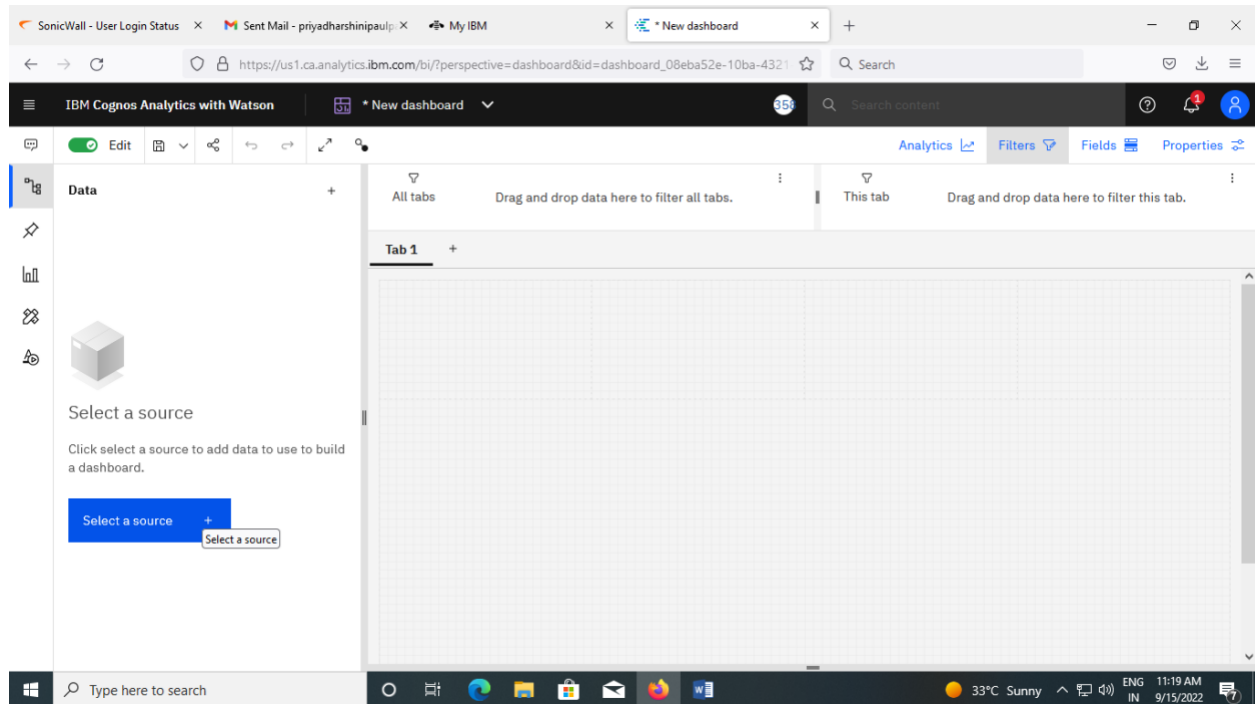 SonicWall - User Login Status
Sent Mail - priyadharshinipaulp
My IBM
* New dashboard
https://us1.ca.analytics.ibm.com/bi/?perspective=dashboard&id=dashboard_08eba52e-10ba-4321
Search
IBM Cognos Analytics with Watson
* New dashboard
358
Search content
1
Edit
Analytics
Filters
Fields
Properties
Data
All tabs
Drag and drop data here to filter all tabs.
This tab
Drag and drop data here to filter this tab.
Tab 1
Select a source
Click select a source to add data to use to build
a dashboard.
Select a source
Select a source
Type here to search
33°C Sunny
ENG
IN
11:19 AM
9/15/2022
7